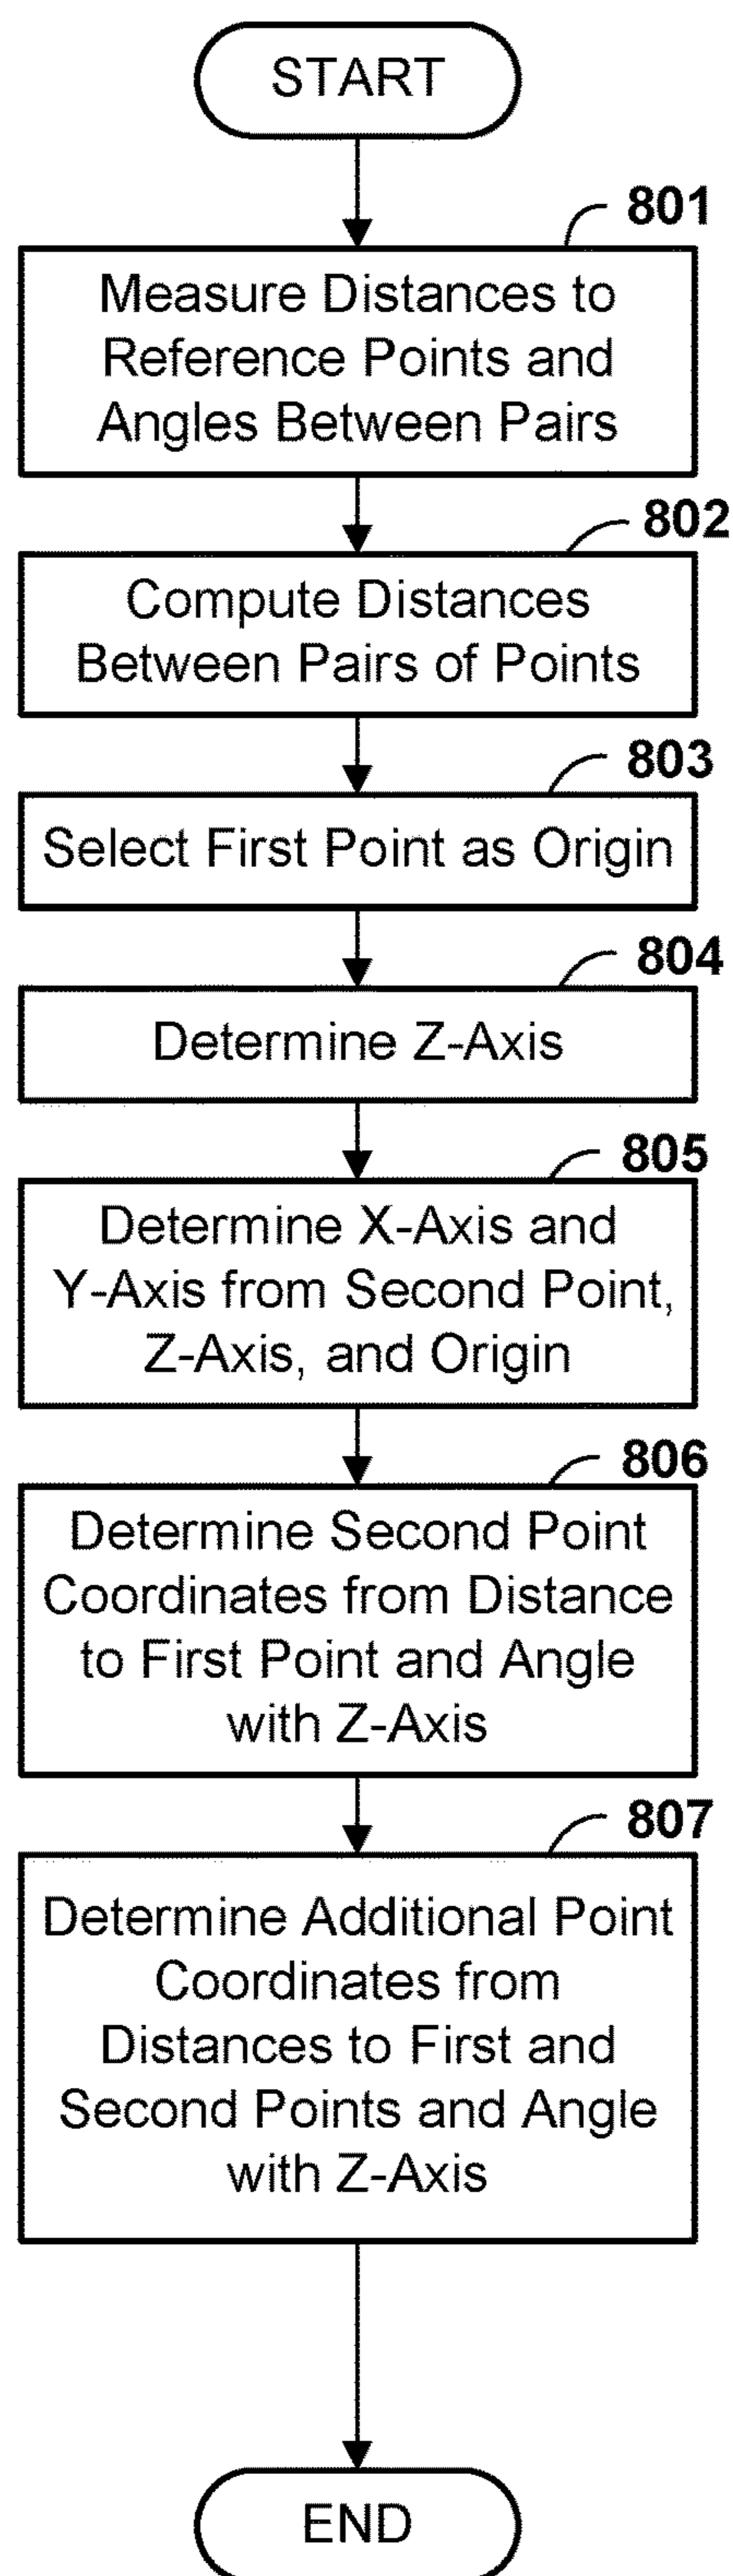 START
801
Measure Distances to
Reference Points and
Angles Between Pairs
802
Compute Distances
Between Pairs of Points
803
Select First Point as Origin
804
Determine Z-Axis
805
Determine X-Axis and
Y-Axis from Second Point,
Z-Axis, and Origin
806
Determine Second Point
Coordinates from Distance
to First Point and Angle
with Z-Axis
807
Determine Additional Point
Coordinates from
Distances to First and
Second Points and Angle
with Z-Axis
END